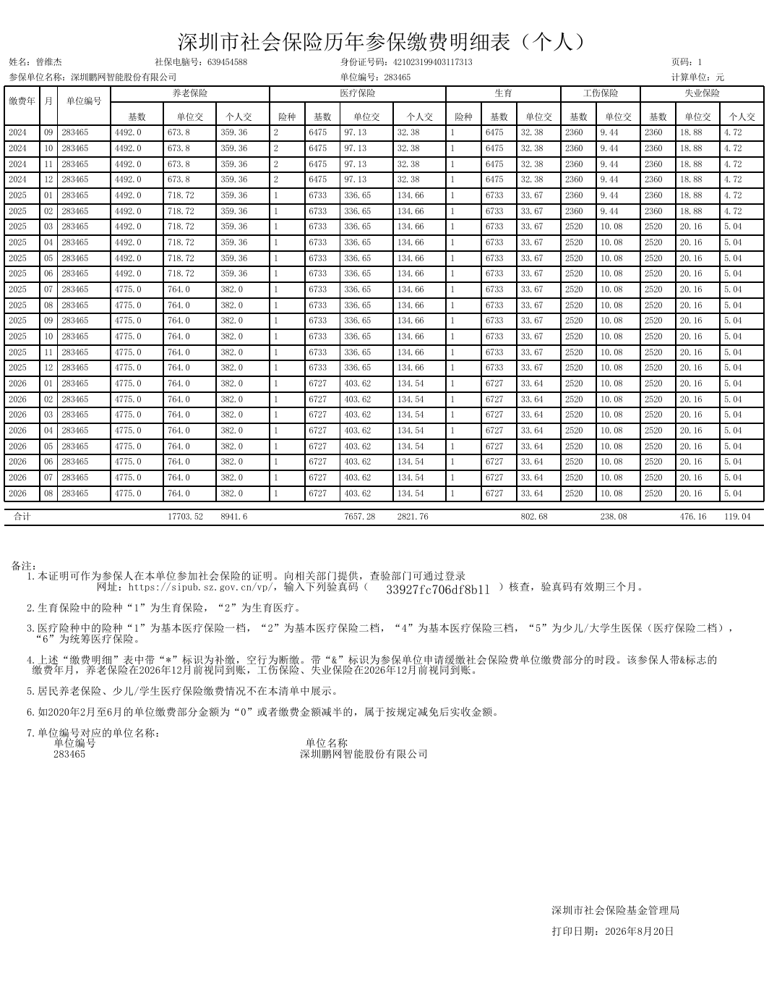 深圳市社会保险历年参保缴费明细表（个人）
姓名：曾维杰 社保电脑号：639454588 身份证号码：421023199403117313 页码：1
参保单位名称：深圳鹏网智能股份有限公司 单位编号：283465 计算单位：元
缴费年 月 单位编号 养老保险 医疗保险 生育 工伤保险 失业保险
基数 单位交 个人交 险种 基数 单位交 个人交 险种 基数 单位交 基数 单位交 基数 单位交 个人交
2024 09 283465 4492.0 673.8 359.36 2 6475 97.13 32.38 1 6475 32.38 2360 9.44 2360 18.88 4.72
2024 10 283465 4492.0 673.8 359.36 2 6475 97.13 32.38 1 6475 32.38 2360 9.44 2360 18.88 4.72
2024 11 283465 4492.0 673.8 359.36 2 6475 97.13 32.38 1 6475 32.38 2360 9.44 2360 18.88 4.72
2024 12 283465 4492.0 673.8 359.36 2 6475 97.13 32.38 1 6475 32.38 2360 9.44 2360 18.88 4.72
2025 01 283465 4492.0 718.72 359.36 1 6733 336.65 134.66 1 6733 33.67 2360 9.44 2360 18.88 4.72
2025 02 283465 4492.0 718.72 359.36 1 6733 336.65 134.66 1 6733 33.67 2360 9.44 2360 18.88 4.72
2025 03 283465 4492.0 718.72 359.36 1 6733 336.65 134.66 1 6733 33.67 2520 10.08 2520 20.16 5.04
2025 04 283465 4492.0 718.72 359.36 1 6733 336.65 134.66 1 6733 33.67 2520 10.08 2520 20.16 5.04
2025 05 283465 4492.0 718.72 359.36 1 6733 336.65 134.66 1 6733 33.67 2520 10.08 2520 20.16 5.04
2025 06 283465 4492.0 718.72 359.36 1 6733 336.65 134.66 1 6733 33.67 2520 10.08 2520 20.16 5.04
2025 07 283465 4775.0 764.0 382.0 1 6733 336.65 134.66 1 6733 33.67 2520 10.08 2520 20.16 5.04
2025 08 283465 4775.0 764.0 382.0 1 6733 336.65 134.66 1 6733 33.67 2520 10.08 2520 20.16 5.04
2025 09 283465 4775.0 764.0 382.0 1 6733 336.65 134.66 1 6733 33.67 2520 10.08 2520 20.16 5.04
2025 10 283465 4775.0 764.0 382.0 1 6733 336.65 134.66 1 6733 33.67 2520 10.08 2520 20.16 5.04
2025 11 283465 4775.0 764.0 382.0 1 6733 336.65 134.66 1 6733 33.67 2520 10.08 2520 20.16 5.04
2025 12 283465 4775.0 764.0 382.0 1 6733 336.65 134.66 1 6733 33.67 2520 10.08 2520 20.16 5.04
2026 01 283465 4775.0 764.0 382.0 1 6727 403.62 134.54 1 6727 33.64 2520 10.08 2520 20.16 5.04
2026 02 283465 4775.0 764.0 382.0 1 6727 403.62 134.54 1 6727 33.64 2520 10.08 2520 20.16 5.04
2026 03 283465 4775.0 764.0 382.0 1 6727 403.62 134.54 1 6727 33.64 2520 10.08 2520 20.16 5.04
2026 04 283465 4775.0 764.0 382.0 1 6727 403.62 134.54 1 6727 33.64 2520 10.08 2520 20.16 5.04
2026 05 283465 4775.0 764.0 382.0 1 6727 403.62 134.54 1 6727 33.64 2520 10.08 2520 20.16 5.04
2026 06 283465 4775.0 764.0 382.0 1 6727 403.62 134.54 1 6727 33.64 2520 10.08 2520 20.16 5.04
2026 07 283465 4775.0 764.0 382.0 1 6727 403.62 134.54 1 6727 33.64 2520 10.08 2520 20.16 5.04
2026 08 283465 4775.0 764.0 382.0 1 6727 403.62 134.54 1 6727 33.64 2520 10.08 2520 20.16 5.04
合计 17703.52 8941.6 7657.28 2821.76 802.68 238.08 476.16 119.04
备注：
1.本证明可作为参保人在本单位参加社会保险的证明。向相关部门提供，查验部门可通过登录
网址：https://sipub.sz.gov.cn/vp/，输入下列验真码（ 33927fc706df8b1l ）核查，验真码有效期三个月。
2.生育保险中的险种“1”为生育保险，“2”为生育医疗。
3.医疗险种中的险种“1”为基本医疗保险一档，“2”为基本医疗保险二档，“4”为基本医疗保险三档，“5”为少儿/大学生医保（医疗保险二档），
“6”为统筹医疗保险。
4.上述“缴费明细”表中带“*”标识为补缴，空行为断缴。带“&”标识为参保单位申请缓缴社会保险费单位缴费部分的时段。该参保人带&标志的
缴费年月，养老保险在2026年12月前视同到账，工伤保险、失业保险在2026年12月前视同到账。
5.居民养老保险、少儿/学生医疗保险缴费情况不在本清单中展示。
6.如2020年2月至6月的单位缴费部分金额为“0”或者缴费金额减半的，属于按规定减免后实收金额。
7.单位编号对应的单位名称：
单位编号 单位名称
283465 深圳鹏网智能股份有限公司
深圳市社会保险基金管理局
打印日期：2026年8月20日